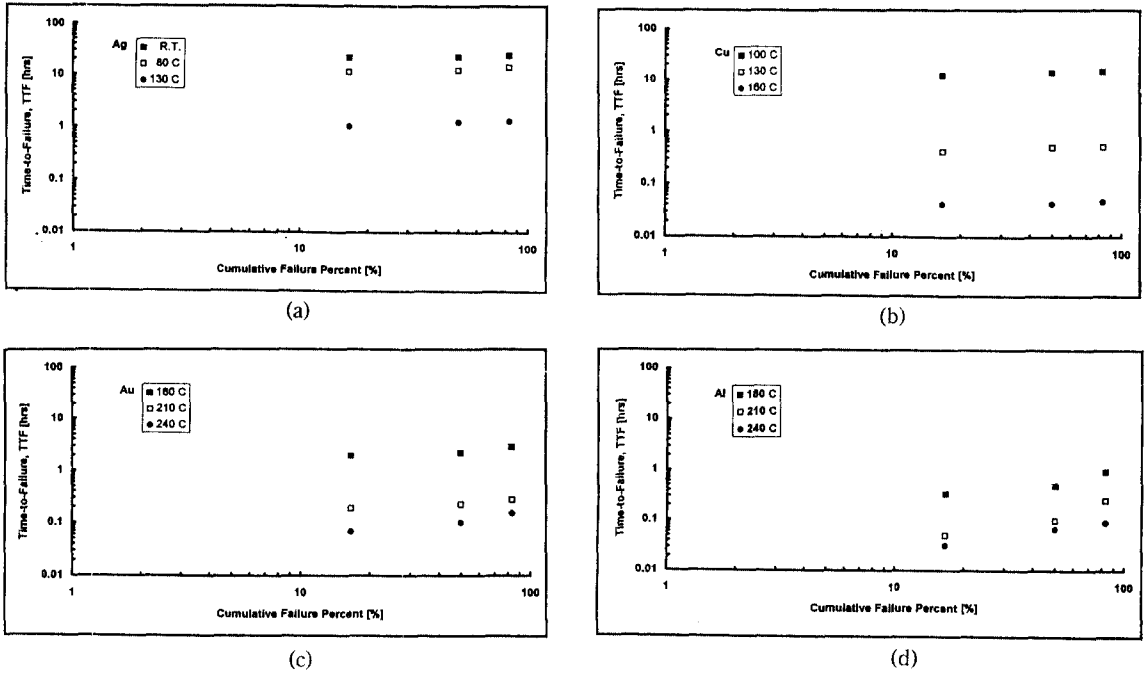 100
Ag
R.T.
80 C
130 C
10
1
0.1
0.01
Time-to-Failure, TTF [hrs]
1
10
100
Cumulative Failure Percent [%]
(a)
100
Cu
100 C
130 C
160 C
10
1
0.1
0.01
Time-to-Failure, TTF [hrs]
1
10
100
Cumulative Failure Percent [%]
(b)
100
Au
180 C
210 C
240 C
10
1
0.1
0.01
Time-to-Failure, TTF [hrs]
1
10
100
Cumulative Failure Percent [%]
(c)
100
Al
180 C
210 C
240 C
10
1
0.1
0.01
Time-to-Failure, TTF [hrs]
1
10
100
Cumulative Failure Percent [%]
(d)